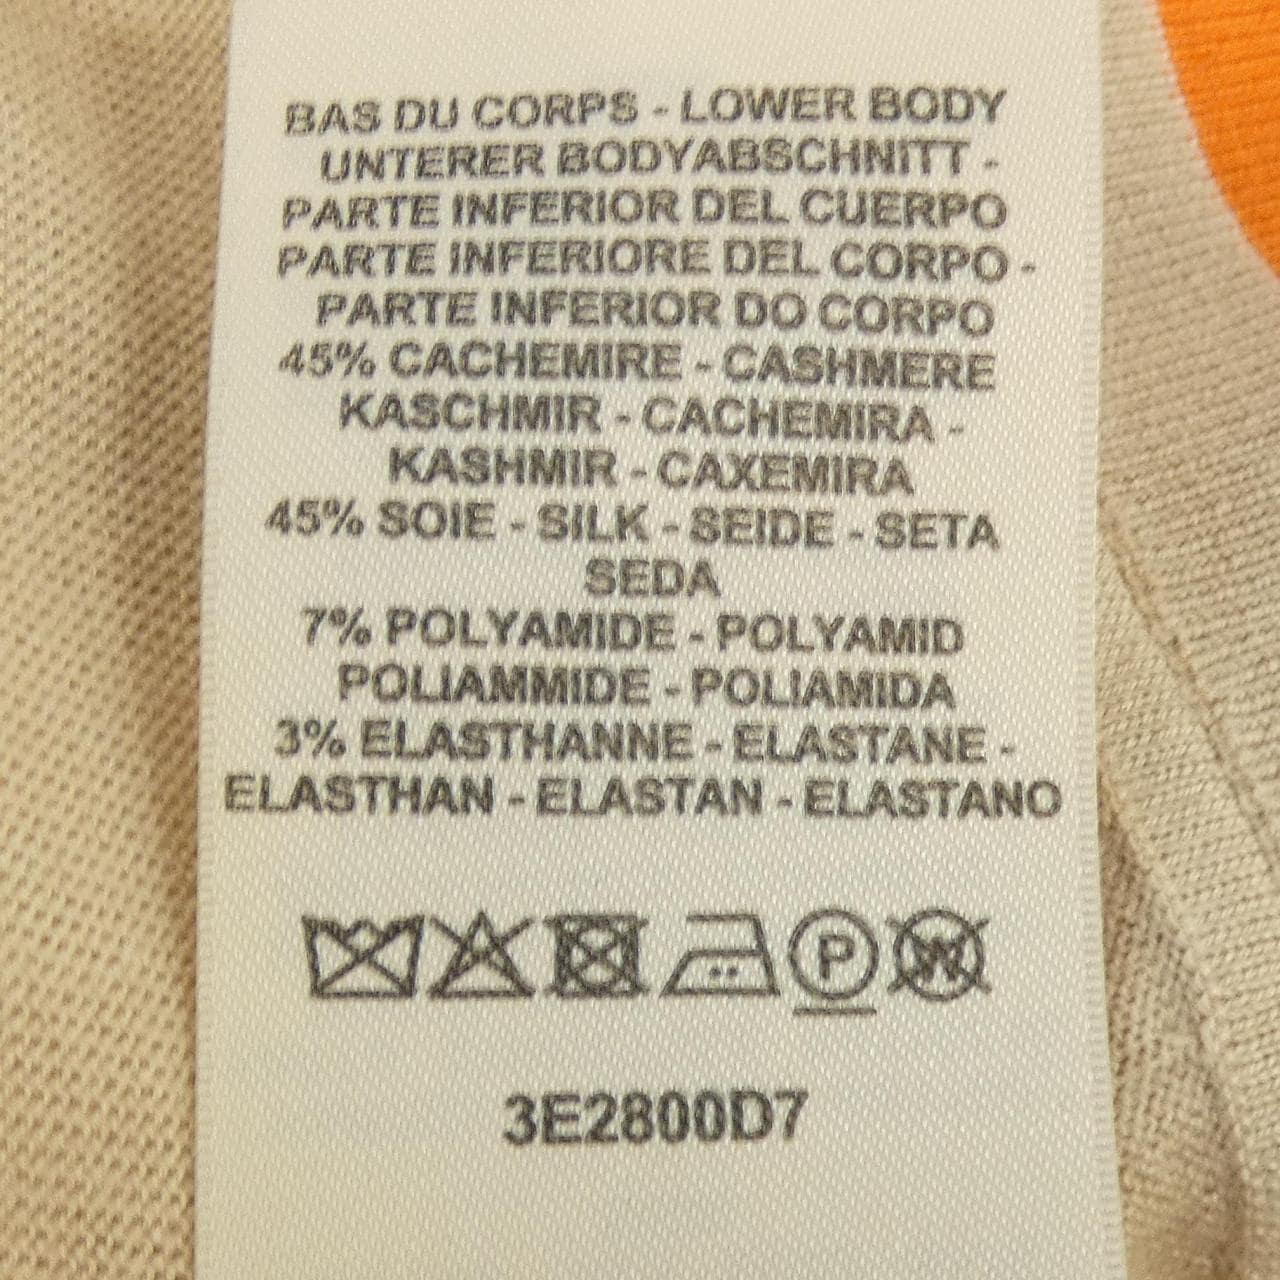 BAS DU CORPS - LOWER BODY
UNTERER BODYABSCHNITT -
PARTE INFERIOR DEL CUERPO
PARTE INFERIORE DEL CORPO -
PARTE INFERIOR DO CORPO
45% CACHEMIRE - CASHMERE
KASCHMIR - CACHEMIRA -
KASHMIR - CAXEMIRA
45% SOIE - SILK - SEIDE - SETA
SEDA
7% POLYAMIDE - POLYAMID
POLIAMMIDE - POLIAMIDA
3% ELASTHANNE - ELASTANE -
ELASTHAN - ELASTAN - ELASTANO
P W
3E2800D7